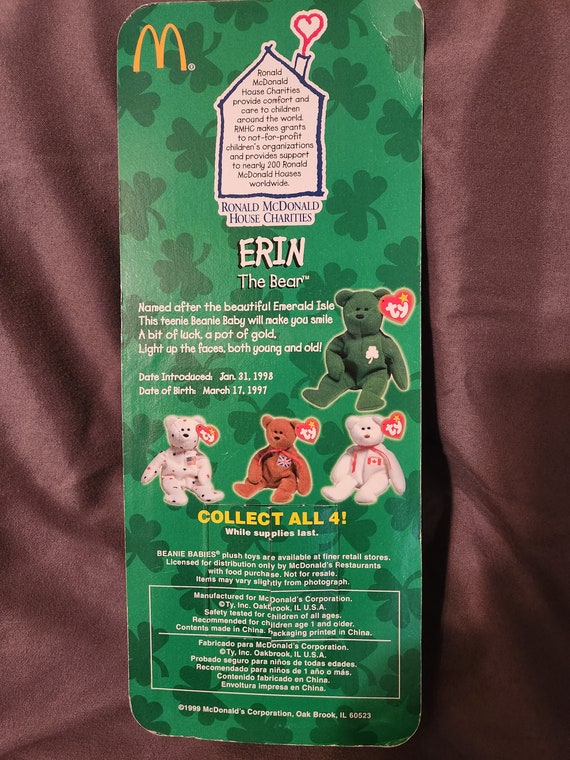 Ronald
McDonald
House Charities
provide comfort and
care to children
around the world.
RMHC makes grants
to not-for-profit
children's organizations
and provides support
to nearly 200 Ronald
McDonald Houses
worldwide.
RONALD MCDONALD
HOUSE CHARITIES
ERIN
The Bear™
Named after the beautiful Emerald Isle
This teenie Beanie Baby will make you smile
A bit of luck, a pot of gold,
Light up the faces, both young and old!
ty
Date Introduced: Jan. 31, 1998
Date of Birth: March 17, 1997
ty
ty
ty
COLLECT ALL 4!
While supplies last.
BEANIE BABIES® plush toys are available at finer retail stores.
Licensed for distribution only by McDonald's Restaurants
with food purchase. Not for resale.
Items may vary slightly from photograph.
Manufactured for McDonald's Corporation.
©Ty, Inc. Oakbrook, IL U.S.A.
Safety tested for children of all ages.
Recommended for children age 1 and older.
Contents made in China. Packaging printed in China.
Fabricado para McDonald's Corporation.
©Ty, Inc. Oakbrook, IL U.S.A.
Probado seguro para niños de todas edades.
Recomendado para niños de 1 año o más.
Contenido fabricado en China.
Envoltura impresa en China.
©1999 McDonald's Corporation, Oak Brook, IL 60523